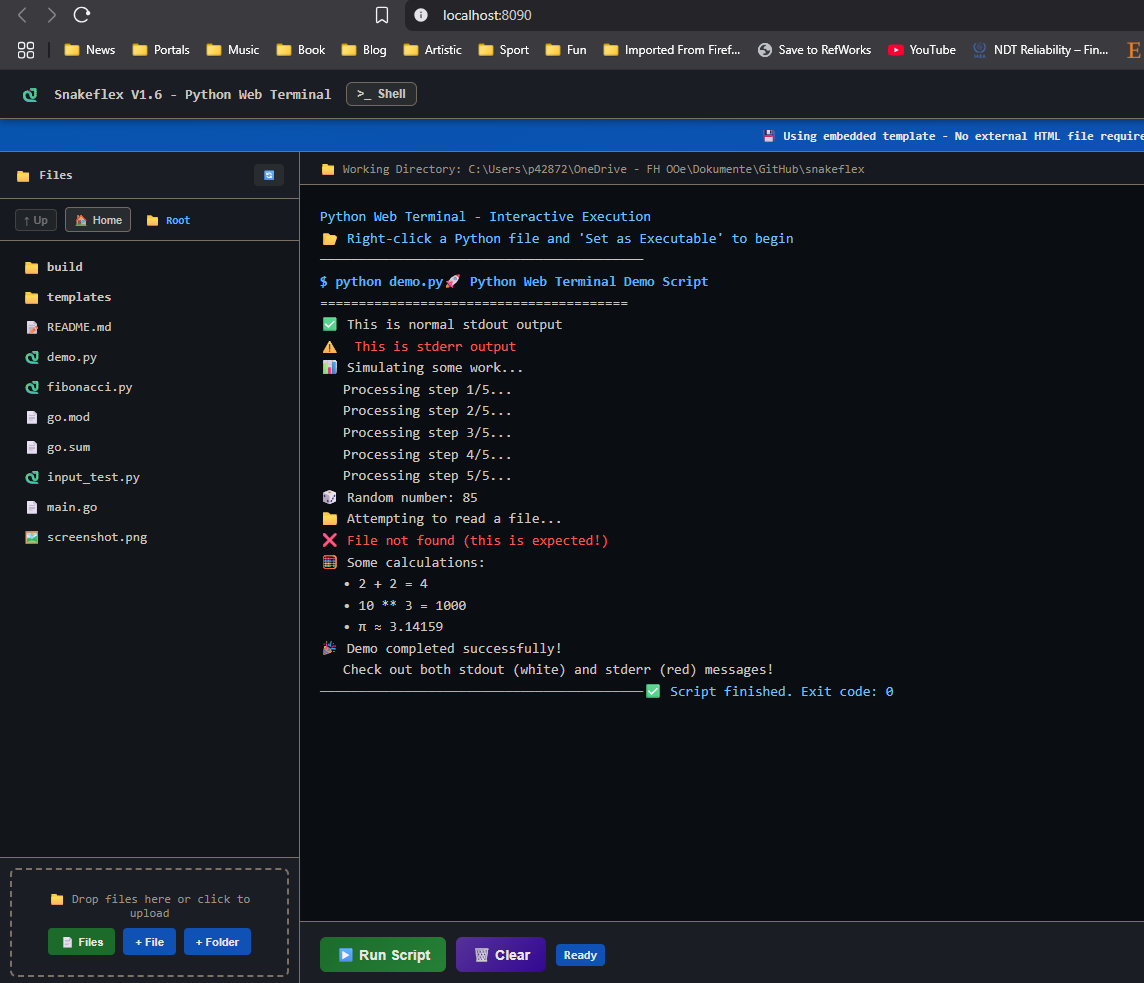 localhost:8090
News Portals Music Book Blog Artistic Sport Fun Imported From Firef... Save to RefWorks YouTube NDT Reliability – Fin... E
Snakeflex V1.6 - Python Web Terminal >_ Shell
💾 Using embedded template - No external HTML file require
📁 Files
↑ Up 🏠 Home 📁 Root
📁 build
📁 templates
📝 README.md
demo.py
fibonacci.py
📄 go.mod
📄 go.sum
input_test.py
📄 main.go
🖼️ screenshot.png
📁 Drop files here or click to
upload
📄 Files + File + Folder
📁 Working Directory: C:\Users\p42872\OneDrive - FH OOe\Dokumente\GitHub\snakeflex
Python Web Terminal - Interactive Execution
📂 Right-click a Python file and 'Set as Executable' to begin
──────────────────────────────────────────
$ python demo.py🚀 Python Web Terminal Demo Script
========================================
✅ This is normal stdout output
⚠️ This is stderr output
📊 Simulating some work...
Processing step 1/5...
Processing step 2/5...
Processing step 3/5...
Processing step 4/5...
Processing step 5/5...
🎲 Random number: 85
📁 Attempting to read a file...
❌ File not found (this is expected!)
🧮 Some calculations:
• 2 + 2 = 4
• 10 ** 3 = 1000
• π ≈ 3.14159
🎉 Demo completed successfully!
Check out both stdout (white) and stderr (red) messages!
──────────────────────────────────────────✅ Script finished. Exit code: 0
▶️ Run Script 🗑️ Clear Ready